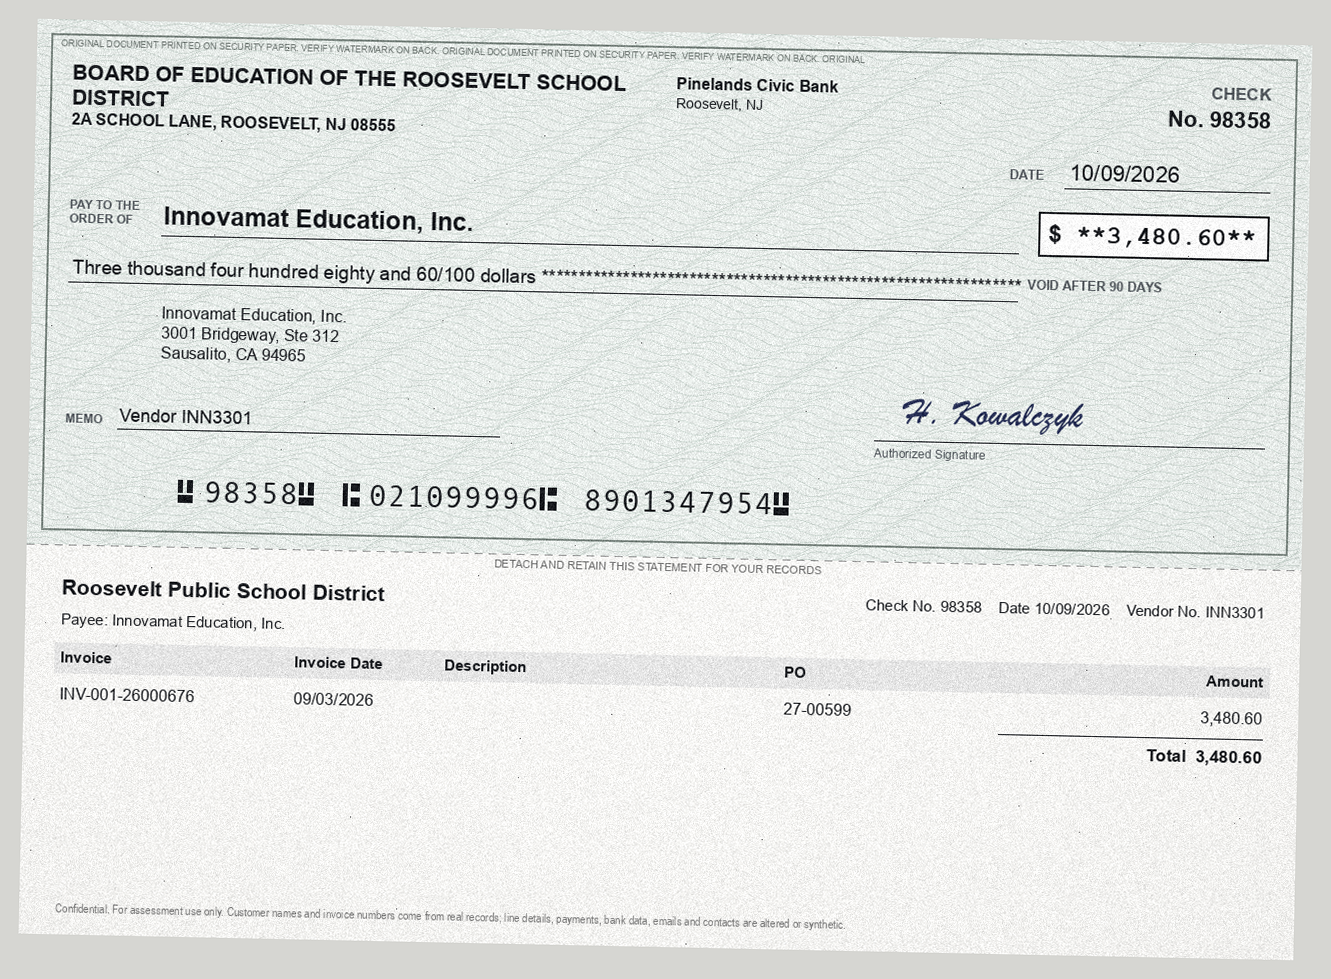 ORIGINAL DOCUMENT PRINTED ON SECURITY PAPER. VERIFY WATERMARK ON BACK. ORIGINAL DOCUMENT PRINTED ON SECURITY PAPER. VERIFY WATERMARK ON BACK. ORIGINAL
BOARD OF EDUCATION OF THE ROOSEVELT SCHOOL
DISTRICT
2A SCHOOL LANE, ROOSEVELT, NJ 08555
Pinelands Civic Bank
Roosevelt, NJ
CHECK
No. 98358
DATE 10/09/2026
PAY TO THE
ORDER OF
Innovamat Education, Inc.
$ **3,480.60**
Three thousand four hundred eighty and 60/100 dollars ****************************************************************** VOID AFTER 90 DAYS
Innovamat Education, Inc.
3001 Bridgeway, Ste 312
Sausalito, CA 94965
MEMO Vendor INN3301
H. Kowalczyk
Authorized Signature
⑈98358⑈ ⑆021099996⑆ 8901347954⑈
DETACH AND RETAIN THIS STATEMENT FOR YOUR RECORDS
Roosevelt Public School District
Check No. 98358 Date 10/09/2026 Vendor No. INN3301
Payee: Innovamat Education, Inc.
Invoice Invoice Date Description PO Amount
INV-001-26000676 09/03/2026 27-00599 3,480.60
Total 3,480.60
Confidential. For assessment use only. Customer names and invoice numbers come from real records; line details, payments, bank data, emails and contacts are altered or synthetic.